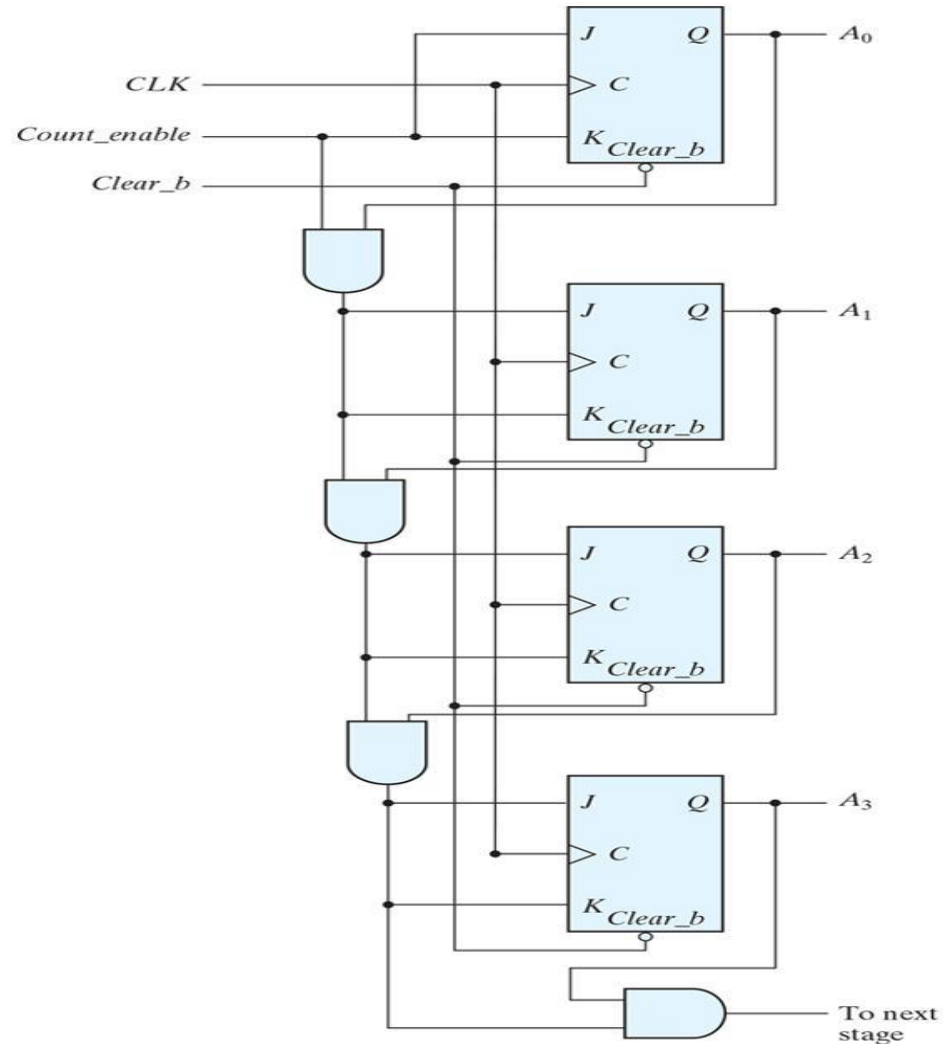 J Q A0
CLK C
Count_enable K
Clear_b
Clear_b
J Q A1
C
K
Clear_b
J Q A2
C
K
Clear_b
J Q A3
C
K
Clear_b
To next
stage